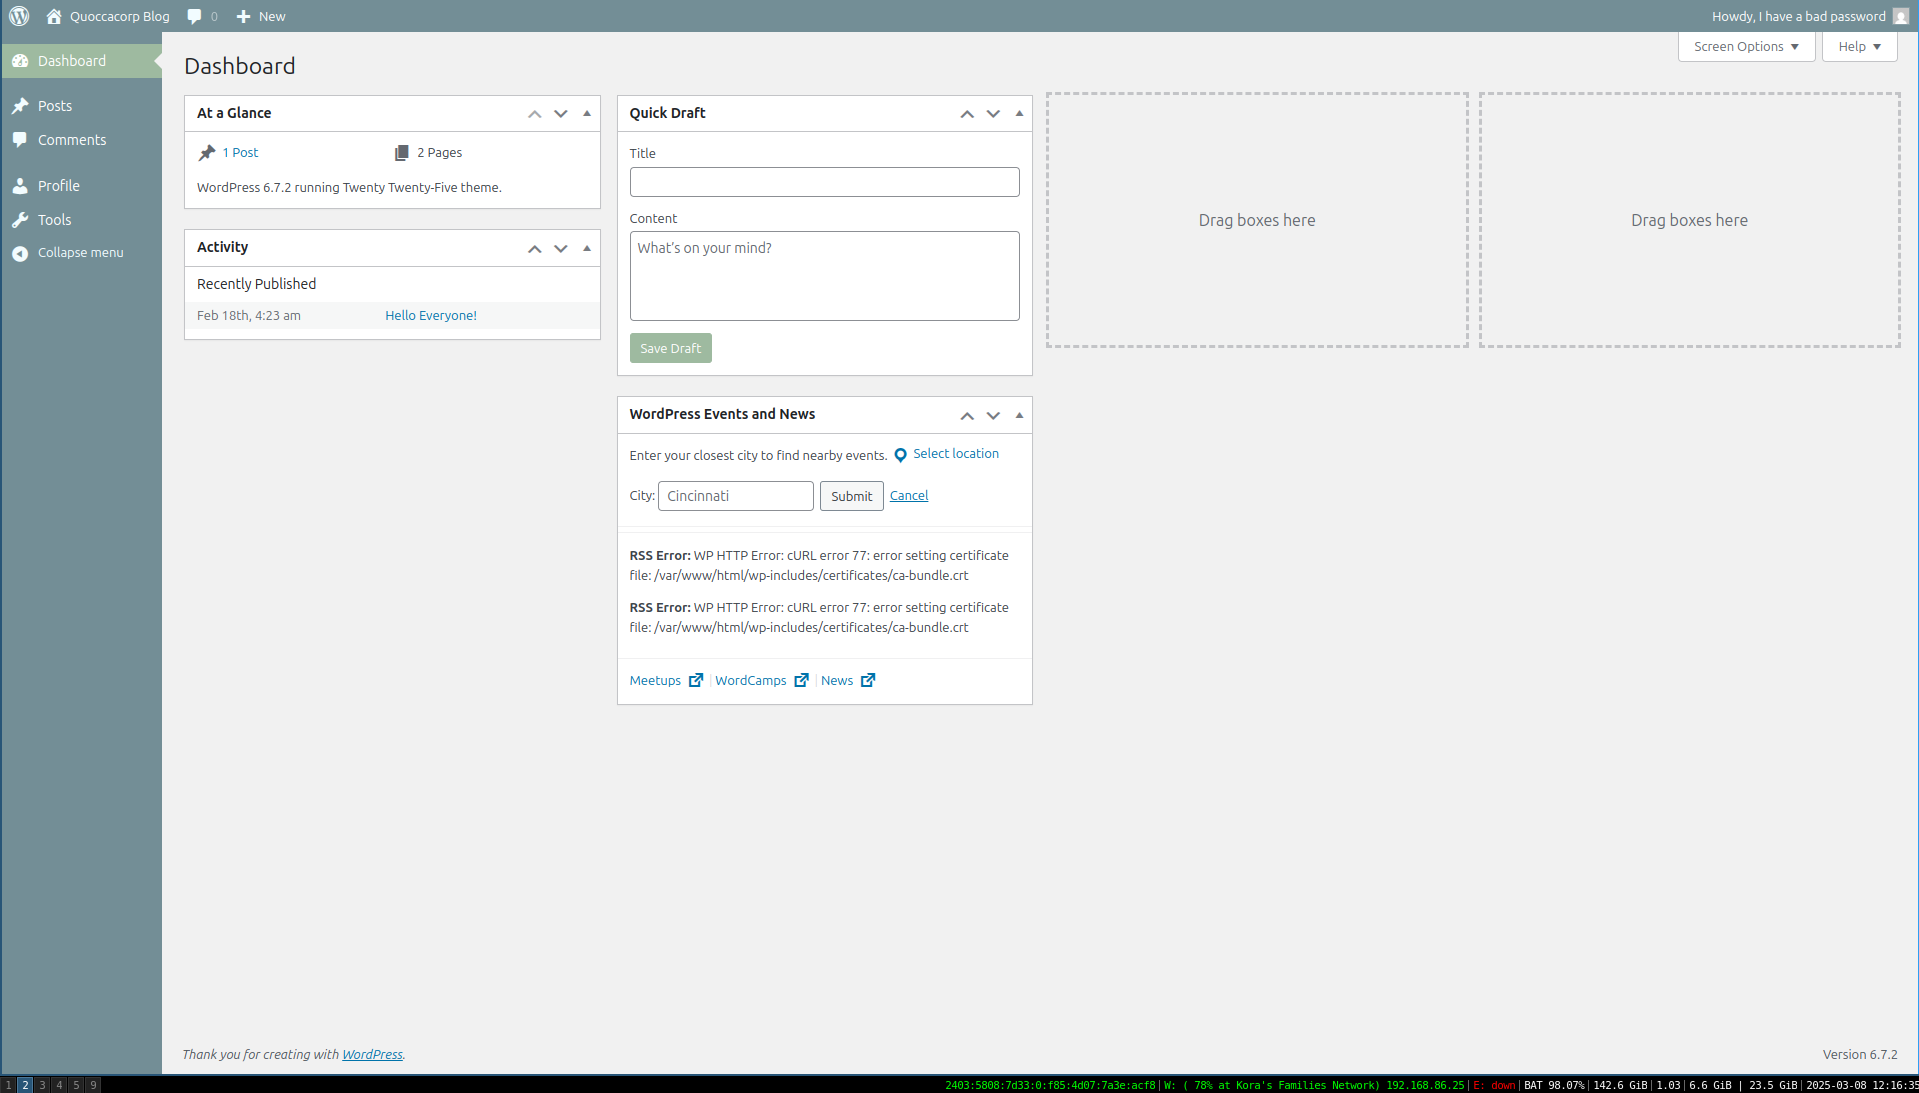 Quoccacorp Blog 0 New Howdy, I have a bad password
Dashboard
Posts
Comments
Profile
Tools
Collapse menu
Screen Options Help
Dashboard
At a Glance
1 Post 2 Pages
WordPress 6.7.2 running Twenty Twenty-Five theme.
Activity
Recently Published
Feb 18th, 4:23 am Hello Everyone!
Quick Draft
Title
Content
What's on your mind?
Save Draft
WordPress Events and News
Enter your closest city to find nearby events. Select location
City: Cincinnati Submit Cancel
RSS Error: WP HTTP Error: cURL error 77: error setting certificate
file: /var/www/html/wp-includes/certificates/ca-bundle.crt
RSS Error: WP HTTP Error: cURL error 77: error setting certificate
file: /var/www/html/wp-includes/certificates/ca-bundle.crt
Meetups WordCamps News
Drag boxes here
Drag boxes here
Thank you for creating with WordPress. Version 6.7.2
1 2 3 4 5 9 2403:5808:7d33:0:f85:4d07:7a3e:acf8 | W: ( 78% at Kora's Families Network) 192.168.86.25 | E: down | BAT 98.07% | 142.6 GiB | 1.03 | 6.6 GiB | 23.5 GiB | 2025-03-08 12:16:35